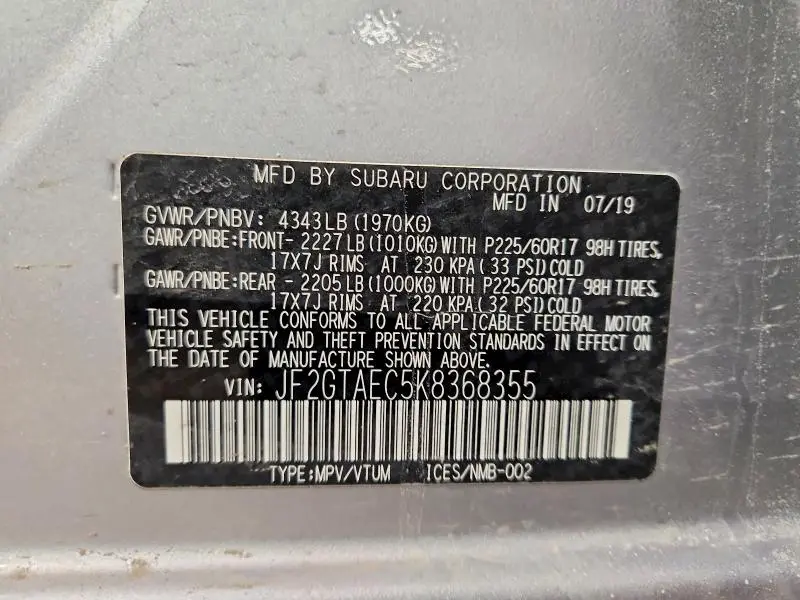 MFD BY SUBARU CORPORATION
MFD IN 07/19
GVWR/PNBV: 4343LB (1970KG)
GAWR/PNBE:FRONT- 2227LB (1010KG) WITH P225/60R17 98H TIRES,
17X7J RIMS AT 230 KPA ( 33 PSI) COLD
GAWR/PNBE:REAR - 2205LB (1000KG) WITH P225/60R17 98H TIRES,
17X7J RIMS AT 220 KPA ( 32 PSI) COLD
THIS VEHICLE CONFORMS TO ALL APPLICABLE FEDERAL MOTOR
VEHICLE SAFETY AND THEFT PREVENTION STANDARDS IN EFFECT ON
THE DATE OF MANUFACTURE SHOWN ABOVE.
VIN: JF2GTAEC5K8368355
TYPE:MPV/VTUM ICES/NMB-002